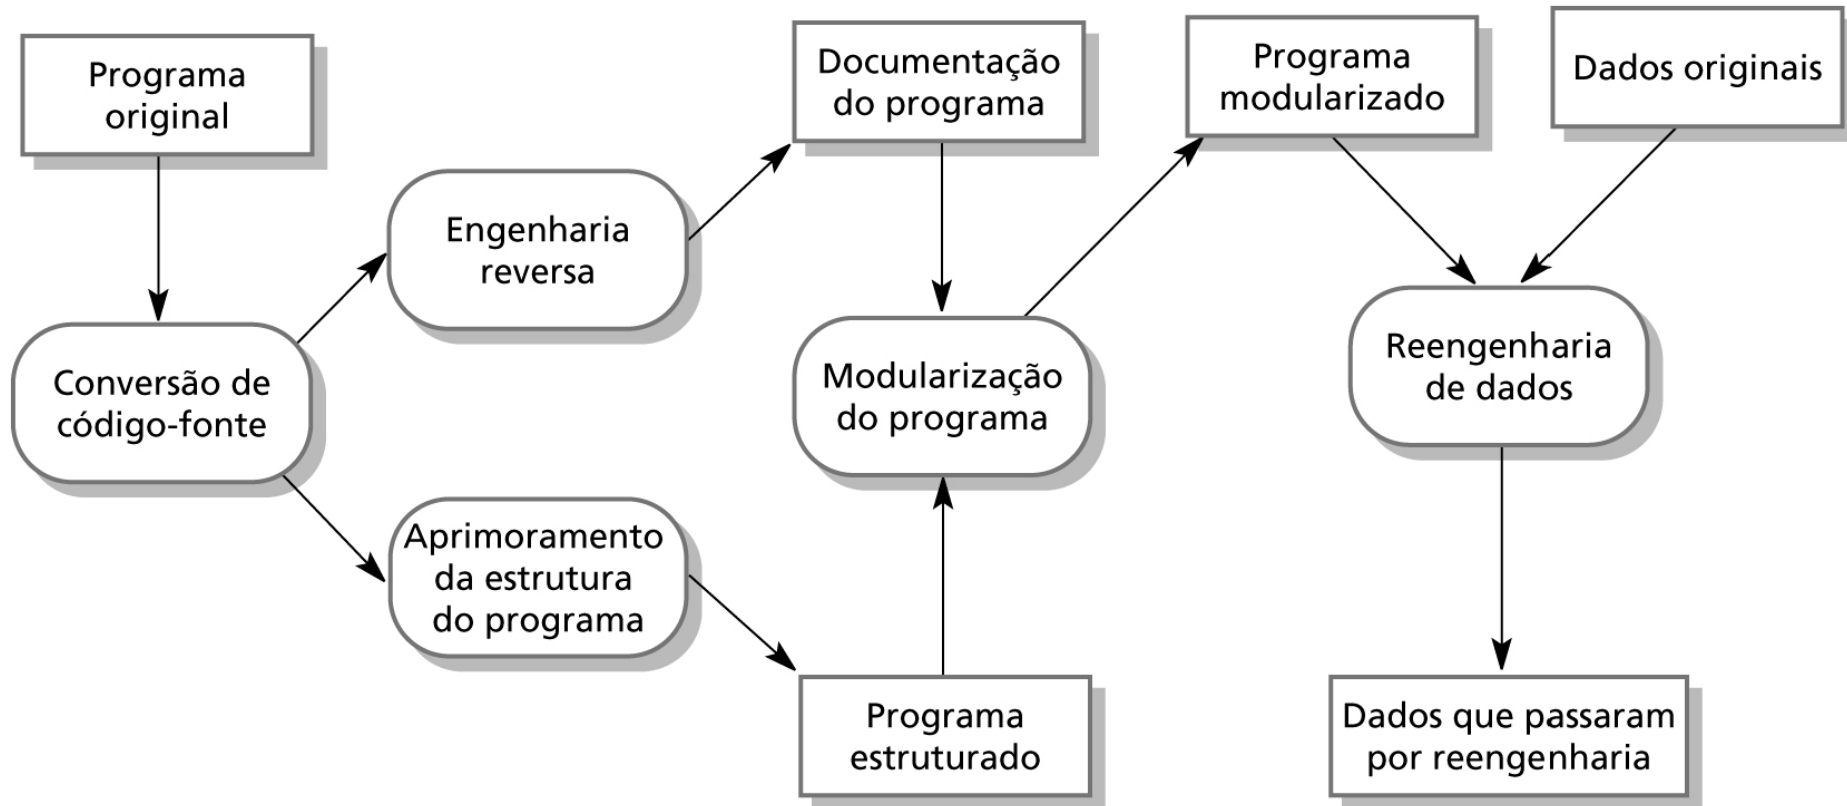 Programa
original
Conversão de
código-fonte
Engenharia
reversa
Aprimoramento
da estrutura
do programa
Documentação
do programa
Modularização
do programa
Programa
estruturado
Programa
modularizado
Dados originais
Reengenharia
de dados
Dados que passaram
por reengenharia